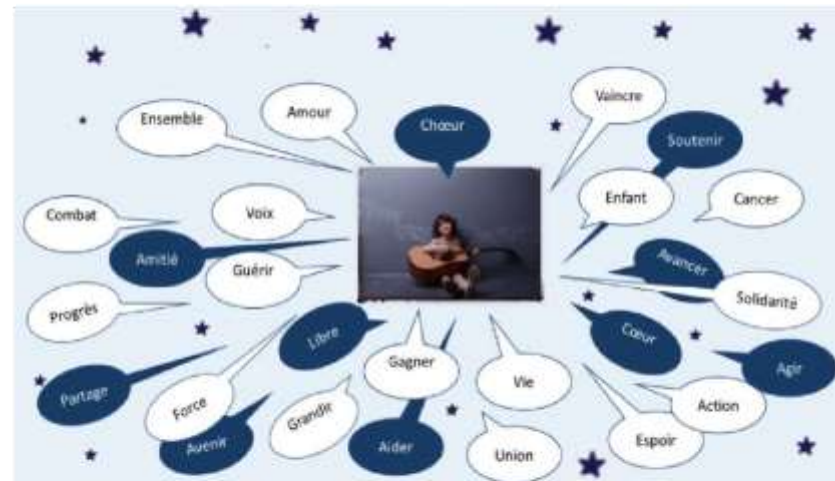 Ensemble
Amour
Chœur
Vaincre
Soutenir
Combat
Voix
Enfant
Cancer
Amitié
Guérir
Avancer
Solidarité
Progrès
Libre
Cœur
Partage
Force
Gagner
Vie
Agir
Avenir
Grandir
Aider
Union
Espoir
Action